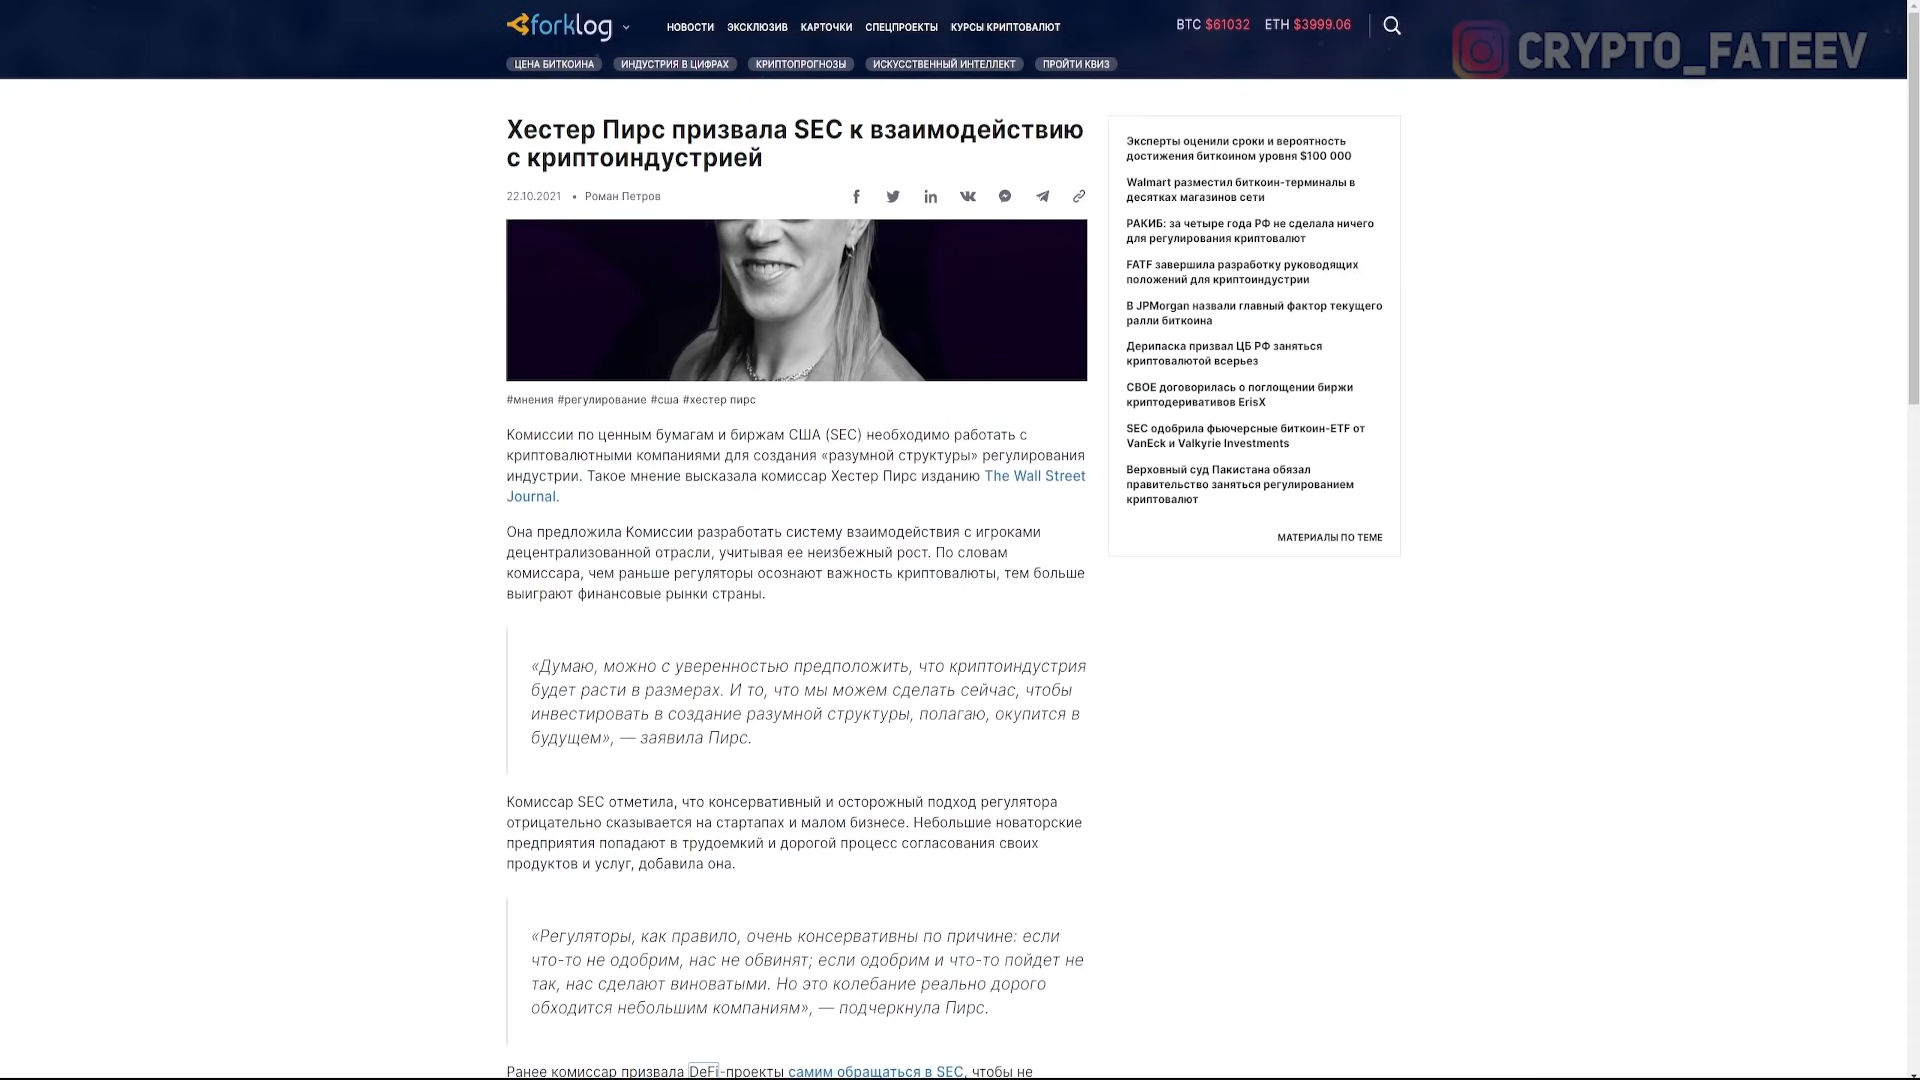 forklog
НОВОСТИ ЭКСКЛЮЗИВ КАРТОЧКИ СПЕЦПРОЕКТЫ КУРСЫ КРИПТОВАЛЮТ
BTC $61032 ETH $3999.06
CRYPTO_FATEEV
ЦЕНА БИТКОИНА ИНДУСТРИЯ В ЦИФРАХ КРИПТОПРОГНОЗЫ ИСКУССТВЕННЫЙ ИНТЕЛЛЕКТ ПРОЙТИ КВИЗ
Хестер Пирс призвала SEC к взаимодействию
с криптоиндустрией
22.10.2021 • Роман Петров
#мнения #регулирование #сша #хестер пирс
Комиссии по ценным бумагам и биржам США (SEC) необходимо работать с
криптовалютными компаниями для создания «разумной структуры» регулирования
индустрии. Такое мнение высказала комиссар Хестер Пирс изданию The Wall Street
Journal.
Она предложила Комиссии разработать систему взаимодействия с игроками
децентрализованной отрасли, учитывая ее неизбежный рост. По словам
комиссара, чем раньше регуляторы осознают важность криптовалюты, тем больше
выиграют финансовые рынки страны.
«Думаю, можно с уверенностью предположить, что криптоиндустрия
будет расти в размерах. И то, что мы можем сделать сейчас, чтобы
инвестировать в создание разумной структуры, полагаю, окупится в
будущем», — заявила Пирс.
Комиссар SEC отметила, что консервативный и осторожный подход регулятора
отрицательно сказывается на стартапах и малом бизнесе. Небольшие новаторские
предприятия попадают в трудоемкий и дорогой процесс согласования своих
продуктов и услуг, добавила она.
«Регуляторы, как правило, очень консервативны по причине: если
что-то не одобрим, нас не обвинят; если одобрим и что-то пойдет не
так, нас сделают виноватыми. Но это колебание реально дорого
обходится небольшим компаниям», — подчеркнула Пирс.
Ранее комиссар призвала DeFi-проекты самим обращаться в SEC, чтобы не
Эксперты оценили сроки и вероятность
достижения биткоином уровня $100 000
Walmart разместил биткоин-терминалы в
десятках магазинов сети
РАКИБ: за четыре года РФ не сделала ничего
для регулирования криптовалют
FATF завершила разработку руководящих
положений для криптоиндустрии
В JPMorgan назвали главный фактор текущего
ралли биткоина
Дерипаска призвал ЦБ РФ заняться
криптовалютой всерьез
CBOE договорилась о поглощении биржи
криптодеривативов ErisX
SEC одобрила фьючерсные биткоин-ETF от
VanEck и Valkyrie Investments
Верховный суд Пакистана обязал
правительство заняться регулированием
криптовалют
МАТЕРИАЛЫ ПО ТЕМЕ